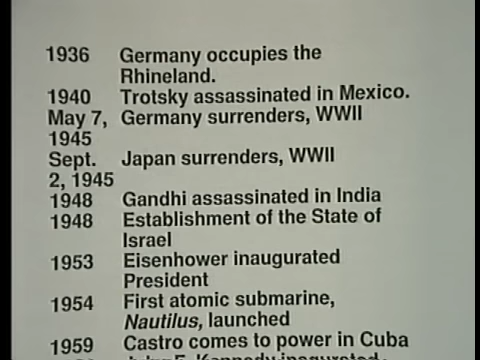 1936 Germany occupies the
Rhineland.
1940 Trotsky assassinated in Mexico.
May 7, Germany surrenders, WWII
1945
Sept. Japan surrenders, WWII
2, 1945
1948 Gandhi assassinated in India
1948 Establishment of the State of
Israel
1953 Eisenhower inaugurated
President
1954 First atomic submarine,
Nautilus, launched
1959 Castro comes to power in Cuba